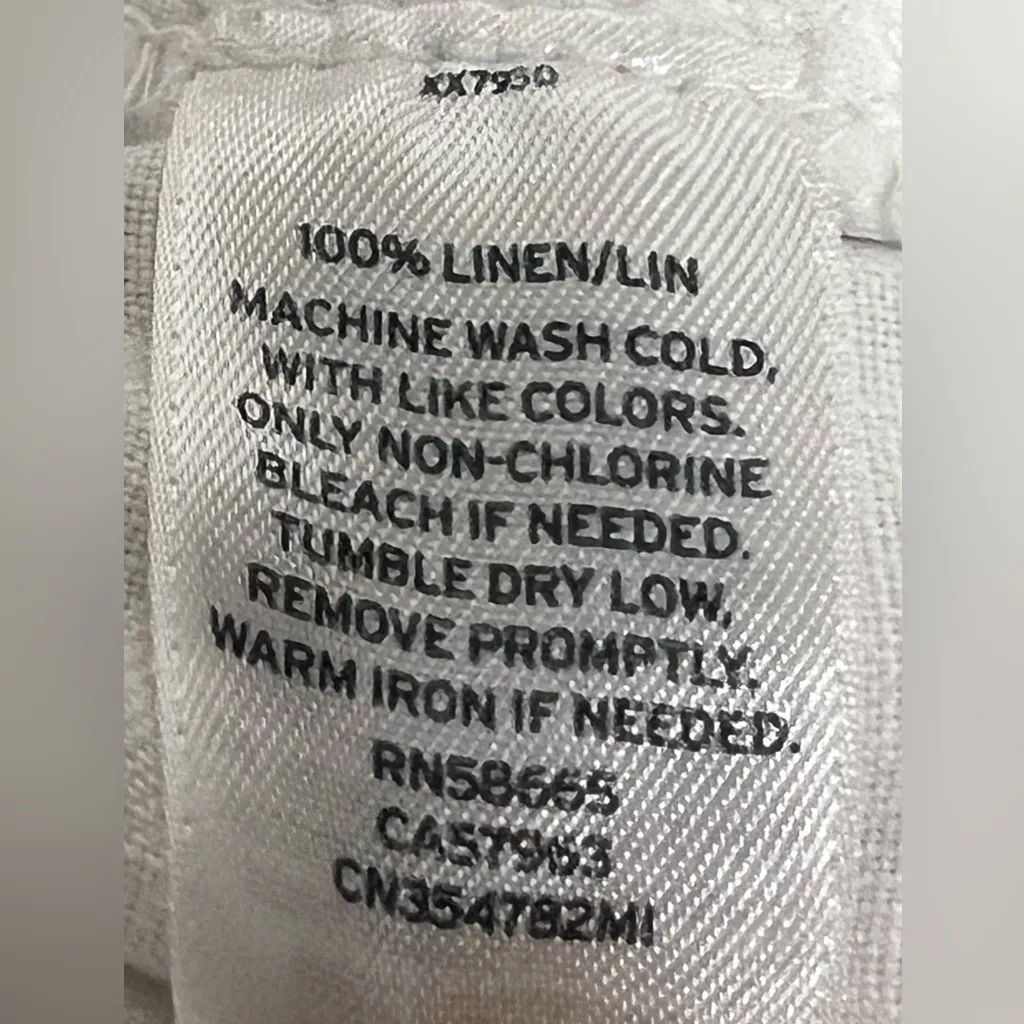 XX7950
100% LINEN/LIN
MACHINE WASH COLD,
WITH LIKE COLORS.
ONLY NON-CHLORINE
BLEACH IF NEEDED.
TUMBLE DRY LOW,
REMOVE PROMPTLY.
WARM IRON IF NEEDED.
RN58665
CA57963
CN354782MI